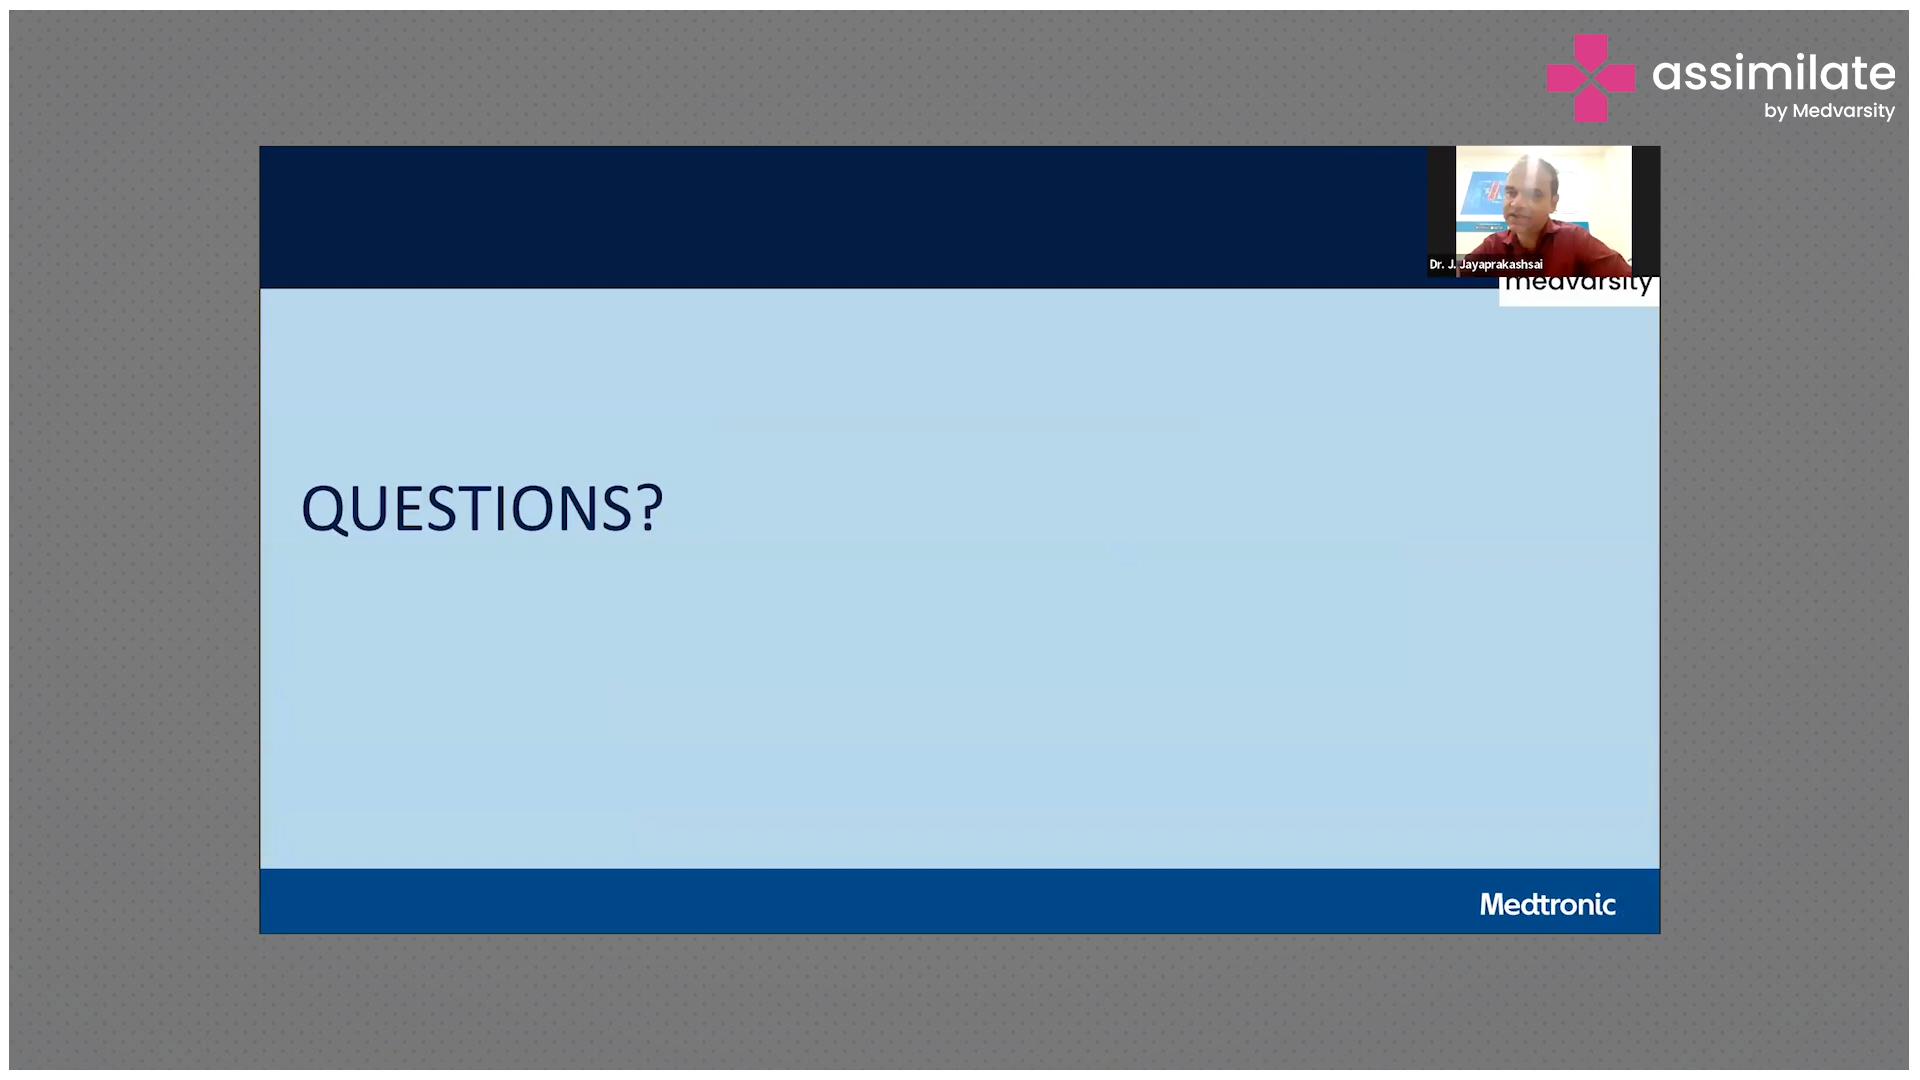 assimilate
by Medvarsity
Dr. J. Jayaprakashsai
medvarsity
QUESTIONS?
Medtronic